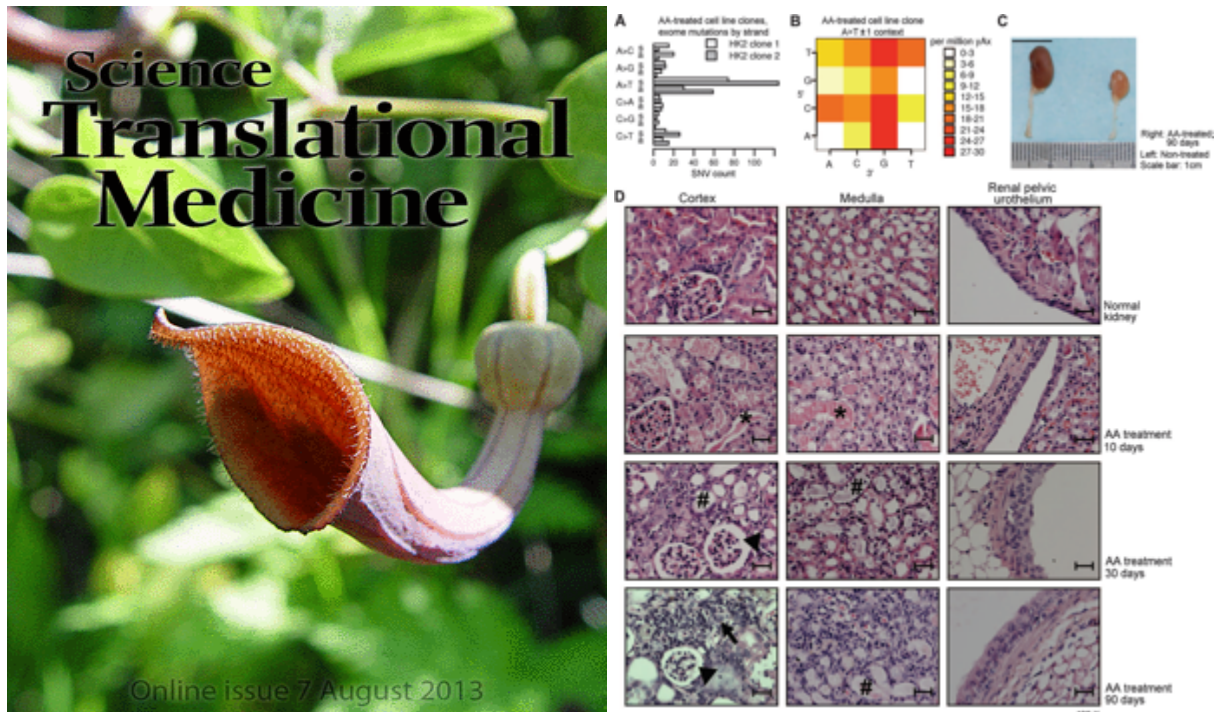 Science
Translational
Medicine
Online issue 7 August 2013
A
AA-treated cell line clones,
exome mutations by strand
HK2 clone 1
HK2 clone 2
A>C
A>G
A>T
C>A
C>G
C>T
0 20 40 60 80 100
SNV count
B
AA-treated cell line clone
A>T ±1 context
5'
T
G
C
A
A C G T
3'
0-3
3-6
6-9
9-12
12-15
15-18
18-21
21-24
24-27
27-30
C
Right: AA-treated;
90 days
Left: Non-treated
Scale bar: 1cm
D
Cortex
Medulla
Renal pelvic
urothelium
Normal
kidney
*
*
AA treatment
10 days
#
#
AA treatment
30 days
#
AA treatment
90 days